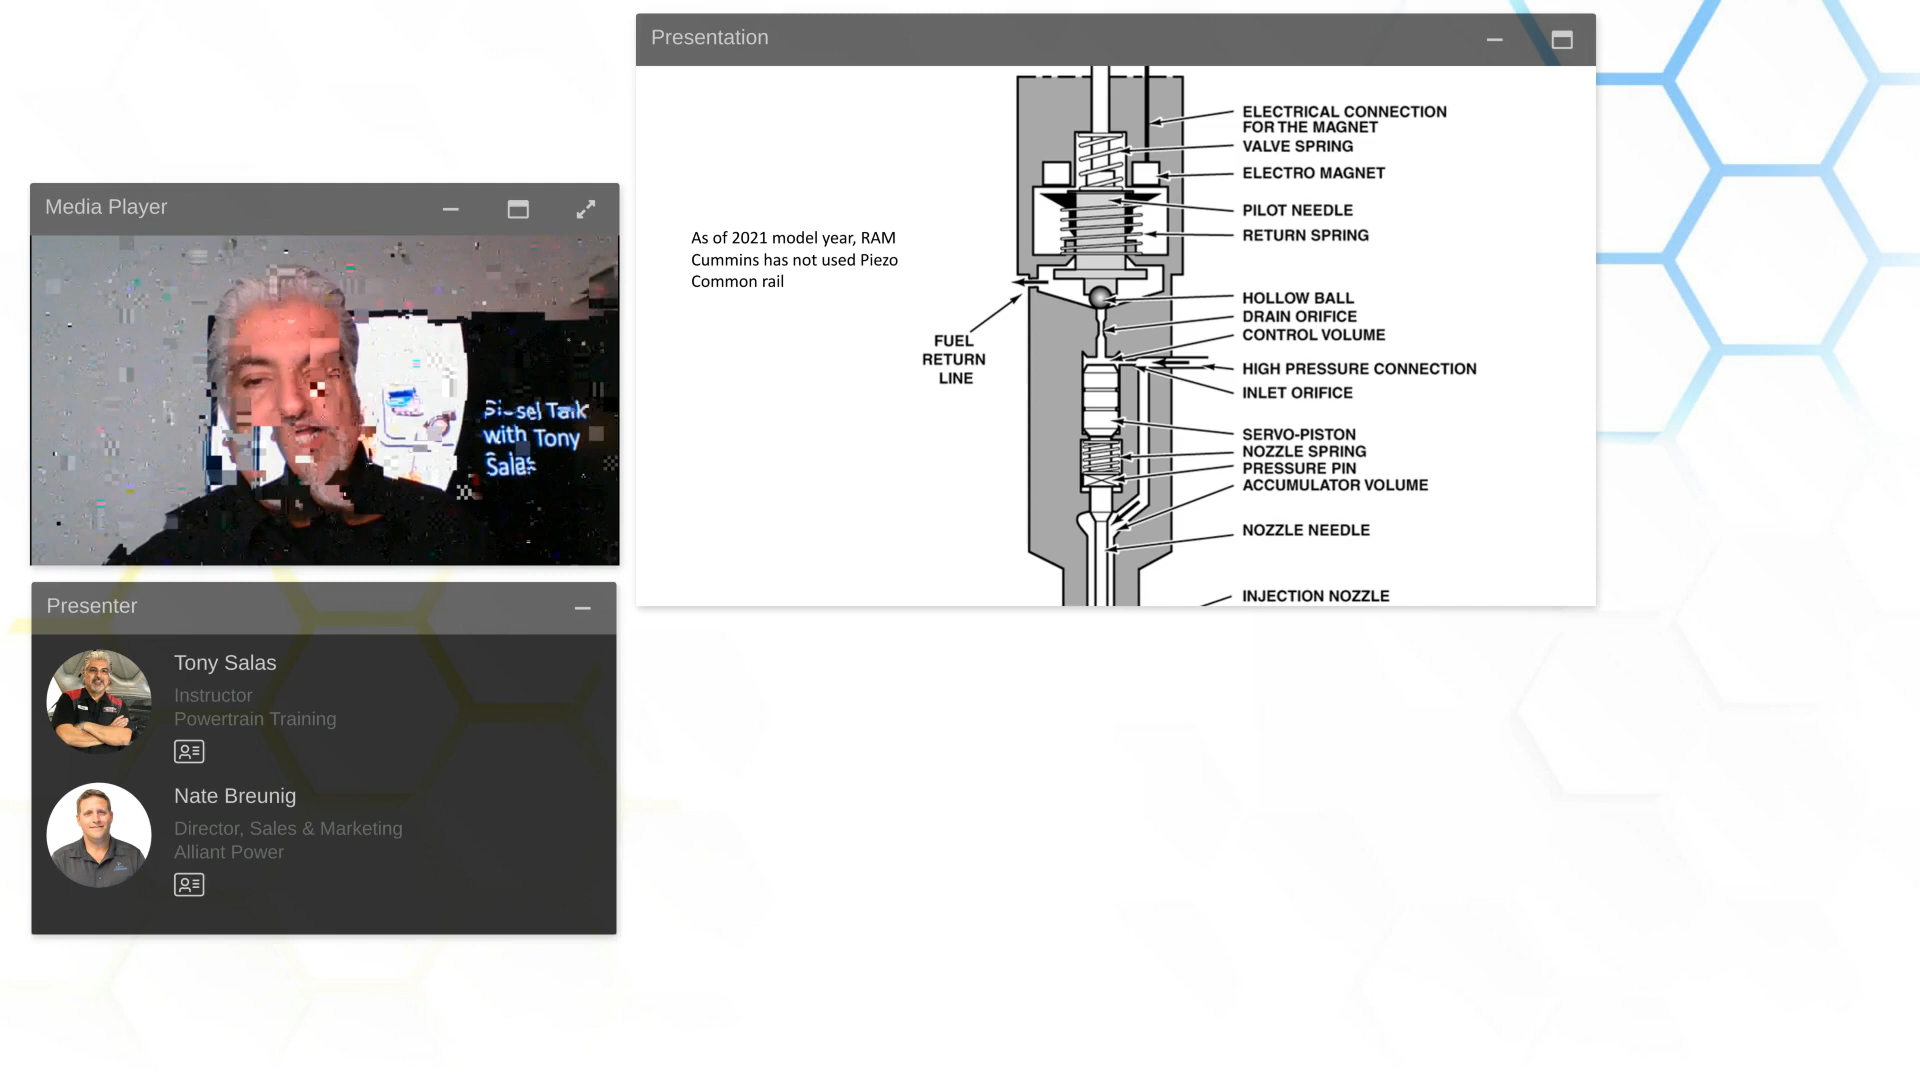 Presentation
ELECTRICAL CONNECTION
FOR THE MAGNET
VALVE SPRING
ELECTRO MAGNET
PILOT NEEDLE
RETURN SPRING
As of 2021 model year, RAM
Cummins has not used Piezo
Common rail
HOLLOW BALL
DRAIN ORIFICE
CONTROL VOLUME
FUEL
RETURN
LINE
HIGH PRESSURE CONNECTION
INLET ORIFICE
SERVO-PISTON
NOZZLE SPRING
PRESSURE PIN
ACCUMULATOR VOLUME
NOZZLE NEEDLE
INJECTION NOZZLE
Media Player
Diesel Talk
with Tony
Salas
Presenter
Tony Salas
Instructor
Powertrain Training
Nate Breunig
Director, Sales & Marketing
Alliant Power